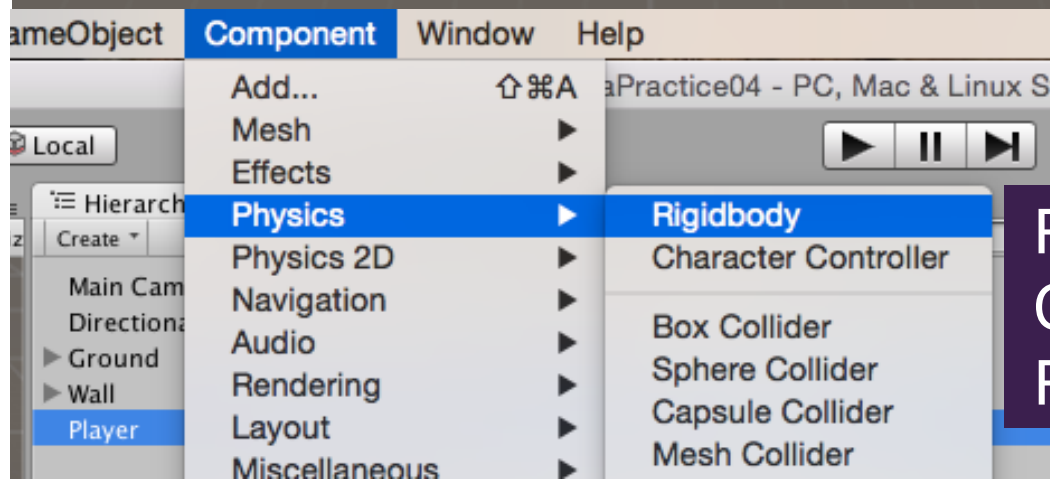 ameObject Component Window Help
Add... ⇧⌘A
aPractice04 - PC, Mac & Linux S
Mesh
Local
Effects
Hierarch
Physics
Rigidbody
Create
Physics 2D
Character Controller
Main Cam
Navigation
Directiona
Audio
Box Collider
Ground
Rendering
Sphere Collider
Wall
Layout
Capsule Collider
Player
Miscellaneous
Mesh Collider